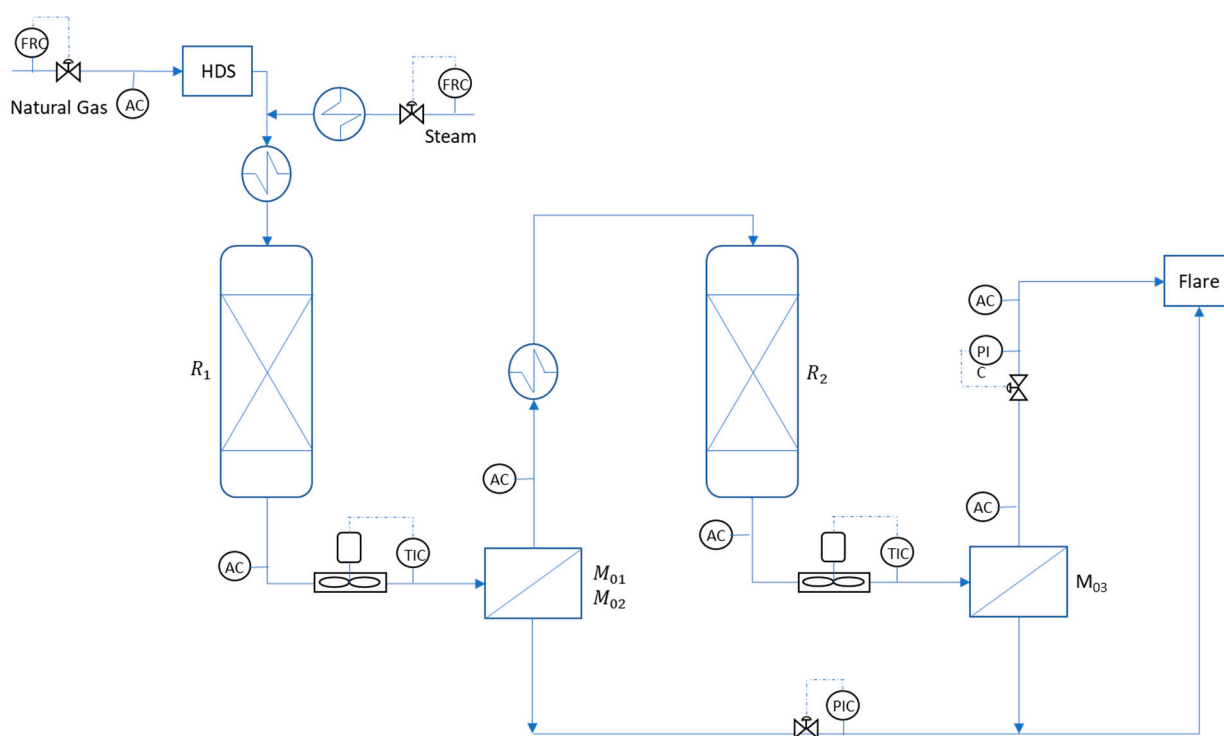 FRC
HDS
FRC
AC
Natural Gas
Steam
Flare
AC
PI
C
R₁
R₂
AC
AC
AC
AC
TIC
TIC
M₀₁
M₀₂
M₀₃
PIC